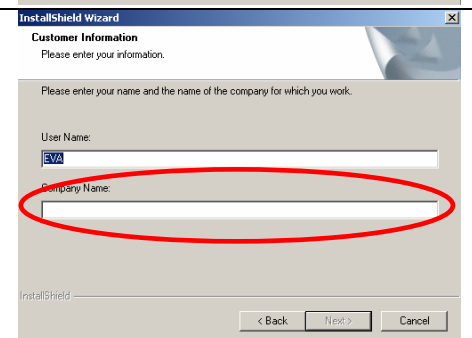 InstallShield Wizard
Customer Information
Please enter your information.
Please enter your name and the name of the company for which you work.
User Name:
EVA
Company Name:
InstallShield
< Back Next > Cancel